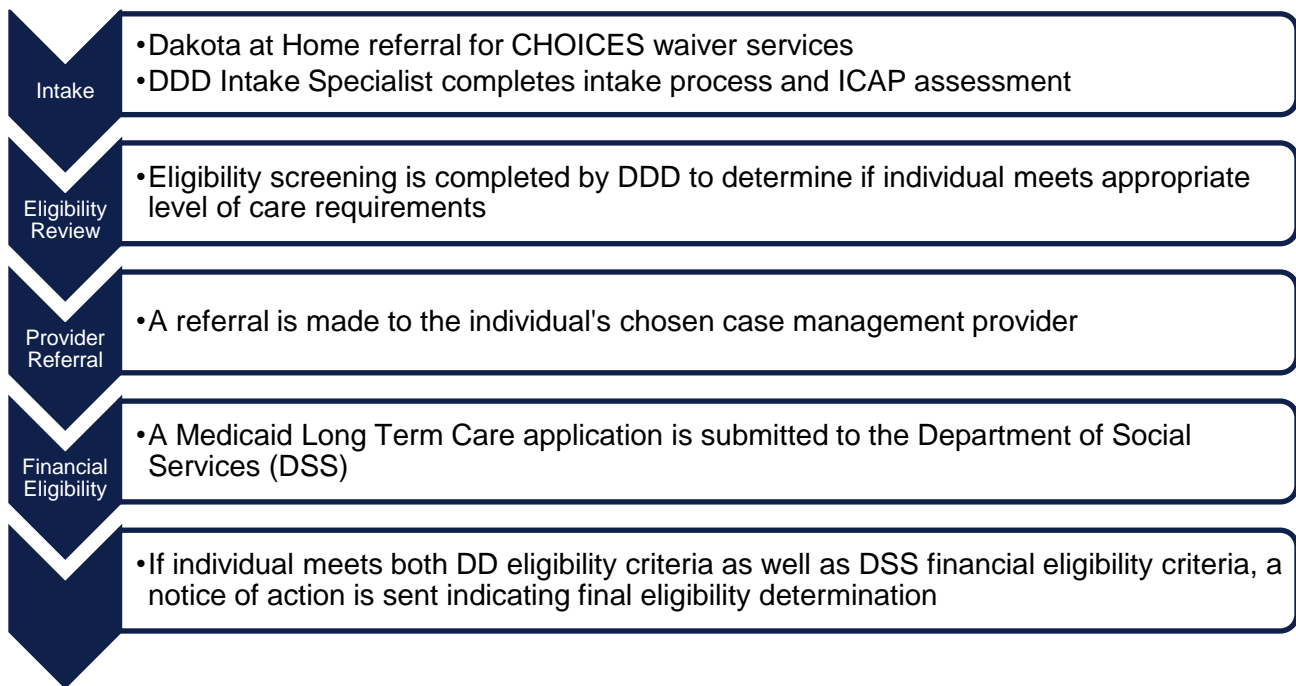 Intake
•Dakota at Home referral for CHOICES waiver services
•DDD Intake Specialist completes intake process and ICAP assessment
Eligibility
Review
•Eligibility screening is completed by DDD to determine if individual meets appropriate
level of care requirements
Provider
Referral
•A referral is made to the individual's chosen case management provider
Financial
Eligibility
•A Medicaid Long Term Care application is submitted to the Department of Social
Services (DSS)
•If individual meets both DD eligibility criteria as well as DSS financial eligibility criteria, a
notice of action is sent indicating final eligibility determination